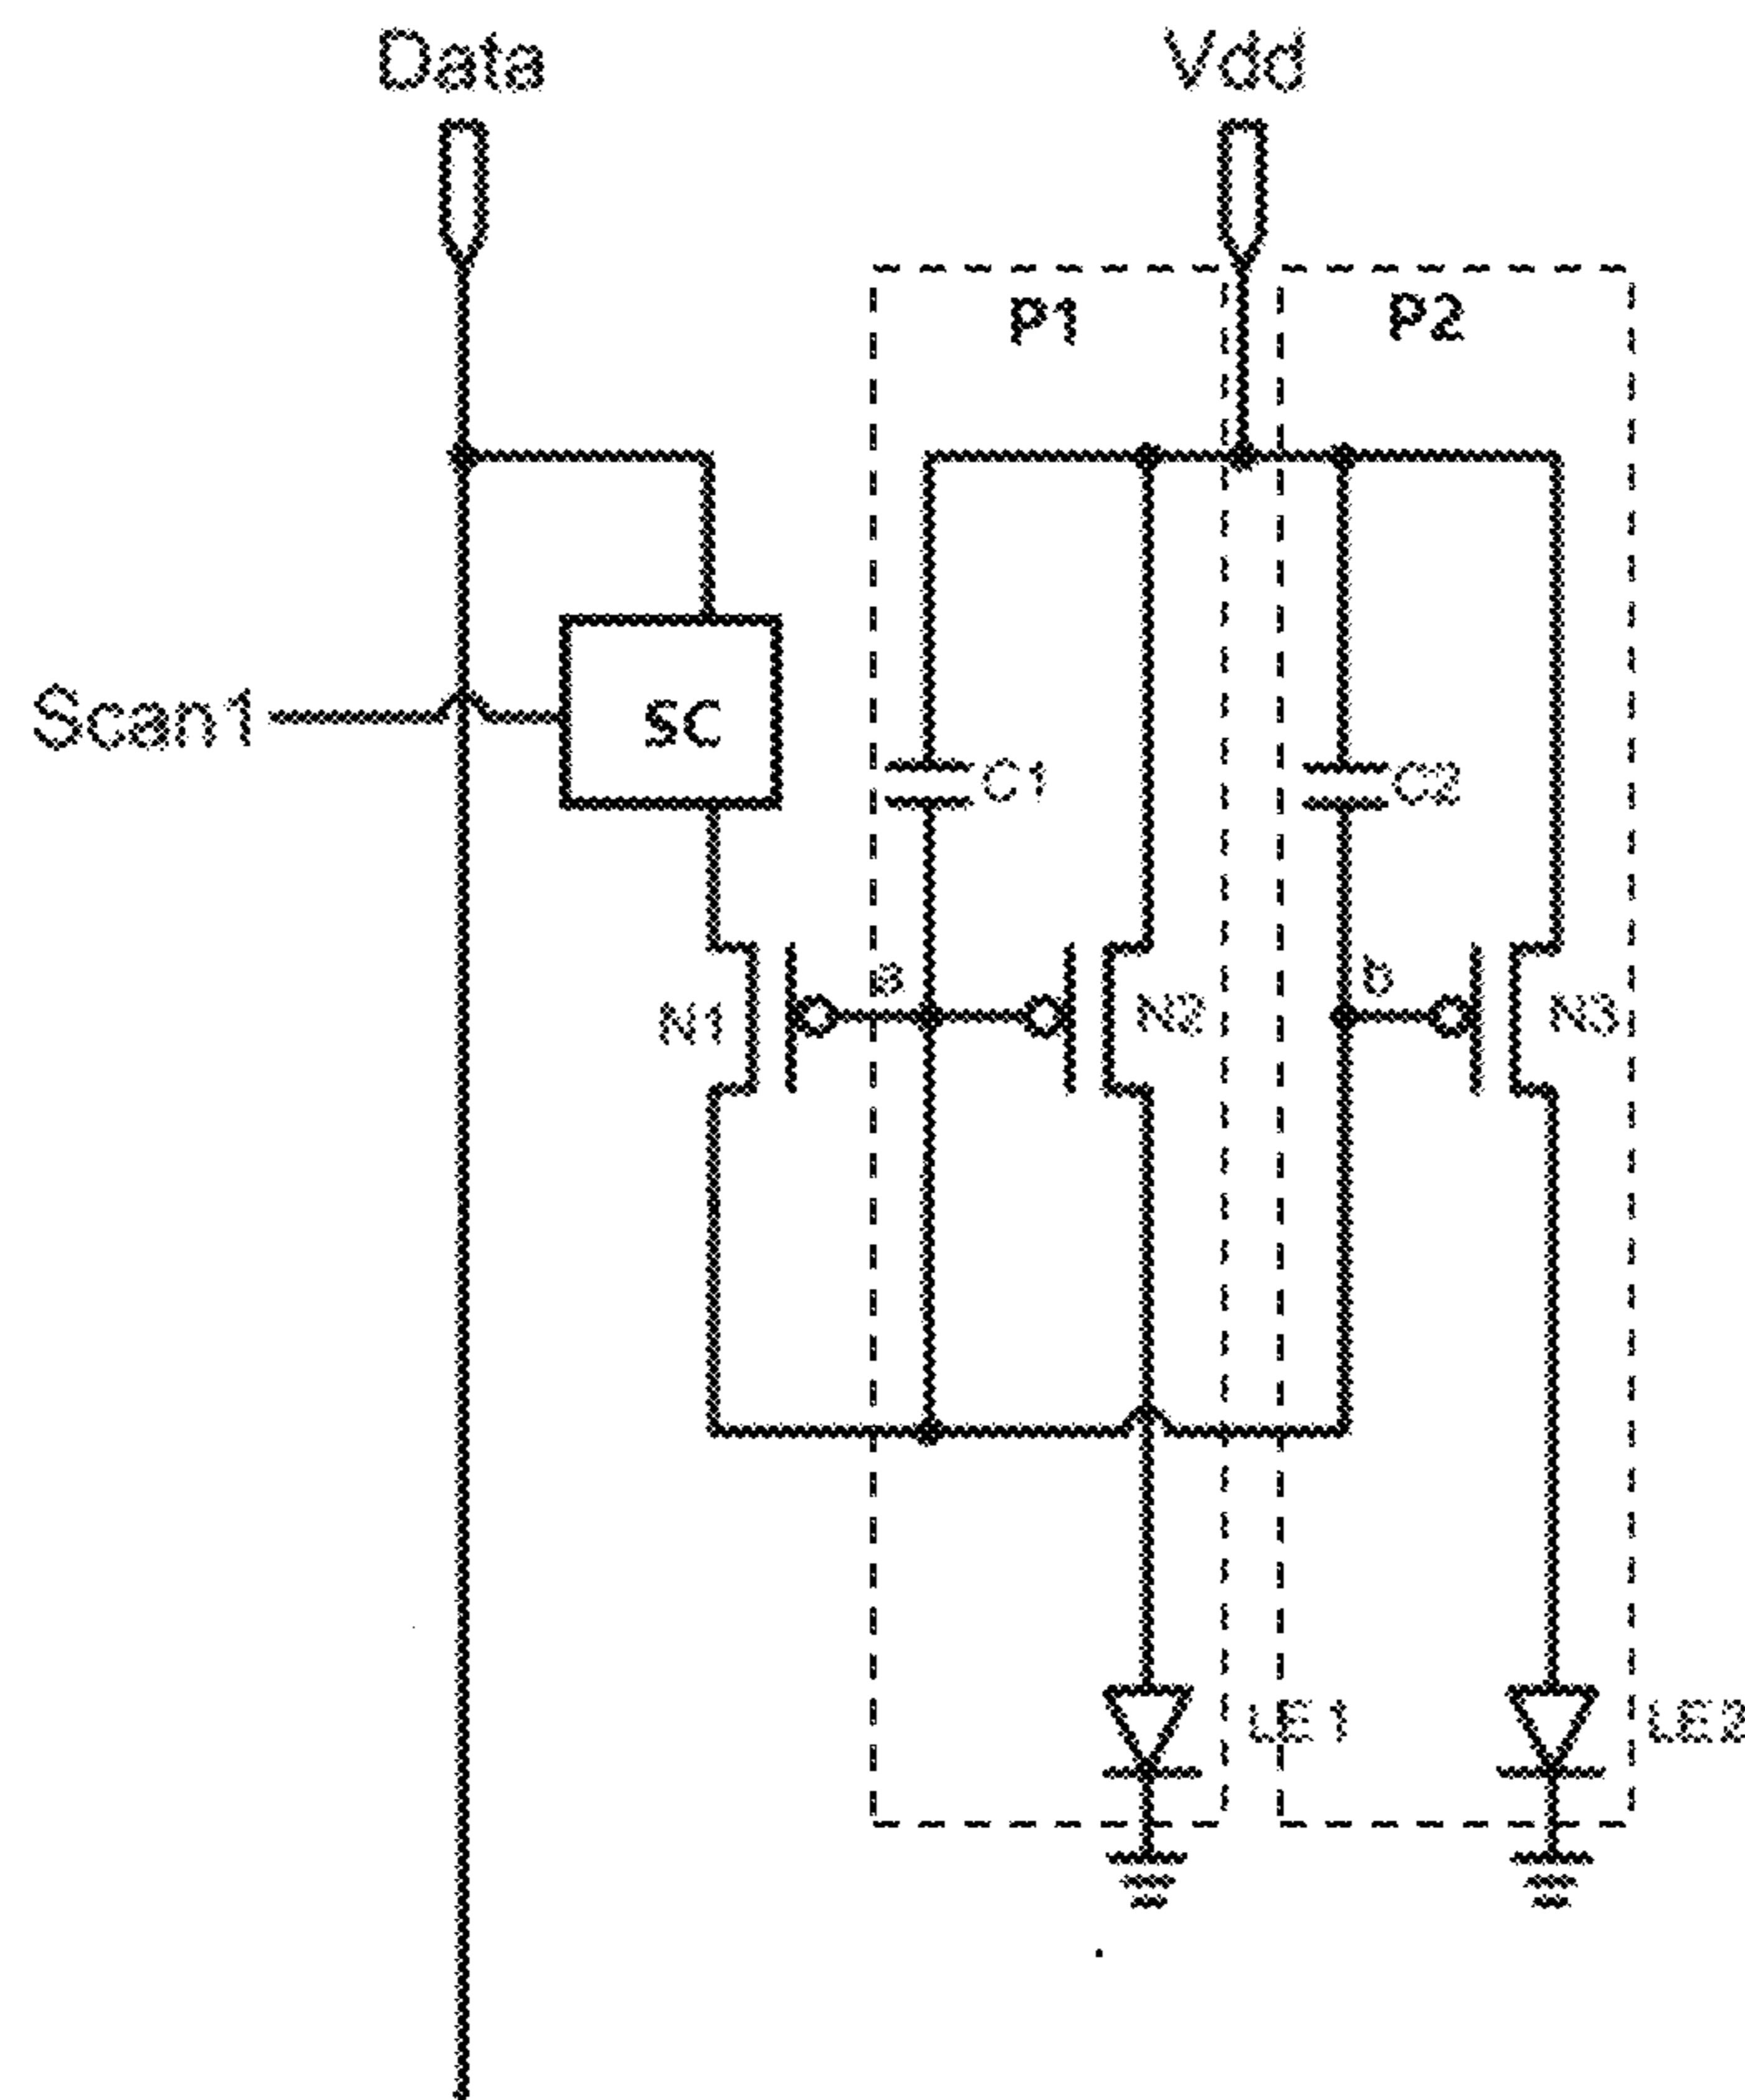 Data Vdd
P1 P2
Scan1 SC
C1 C2
a b
N1 N2 N3
LE1 LE2